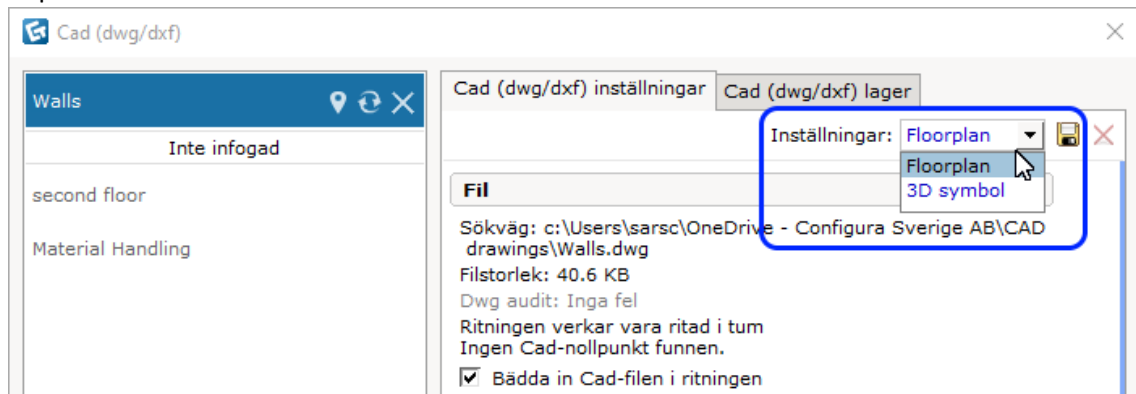 Cad (dwg/dxf)
Walls
Inte infogad
second floor
Material Handling
Cad (dwg/dxf) inställningar
Cad (dwg/dxf) lager
Inställningar: Floorplan
Floorplan
3D symbol
Fil
Sökväg: c:\Users\sarsc\OneDrive - Configura Sverige AB\CAD
drawings\Walls.dwg
Filstorlek: 40.6 KB
Dwg audit: Inga fel
Ritningen verkar vara ritad i tum
Ingen Cad-nollpunkt funnen.
Bädda in Cad-filen i ritningen